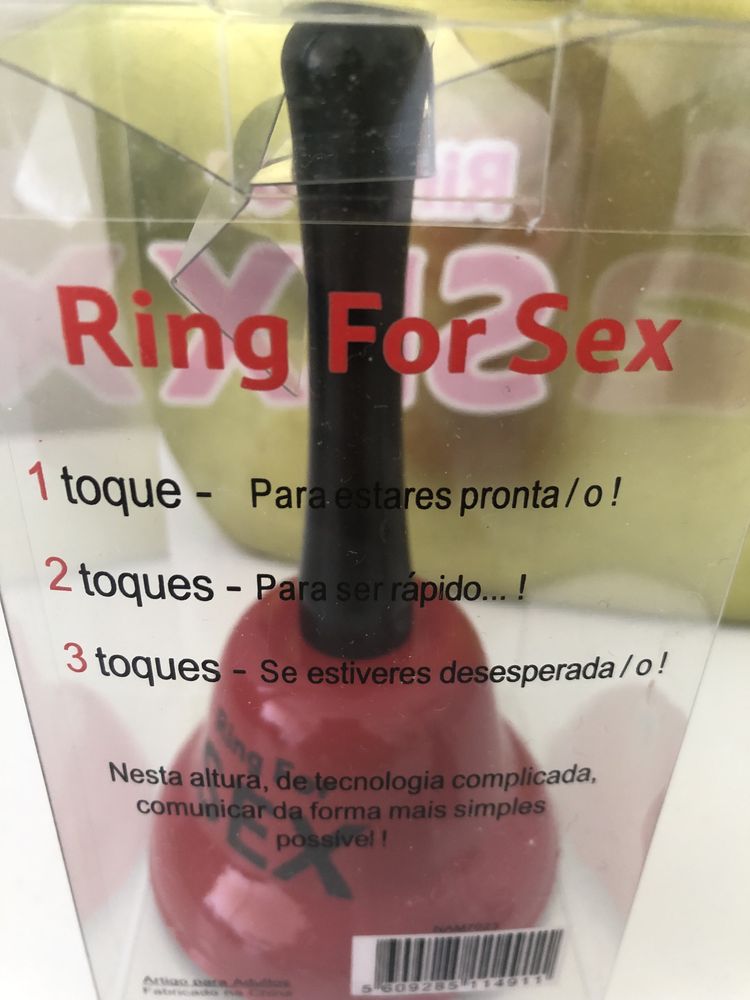 Ring For Sex
1 toque - Para estares pronta/o!
2 toques - Para ser rápido...!
3 toques - Se estiveres desesperada/o!
Nesta altura, de tecnologia complicada,
comunicar da forma mais simples
possível!
Ring For
SEX
NAM7023
Artigo para Adultos
Fabricado na China
5 609285 114911